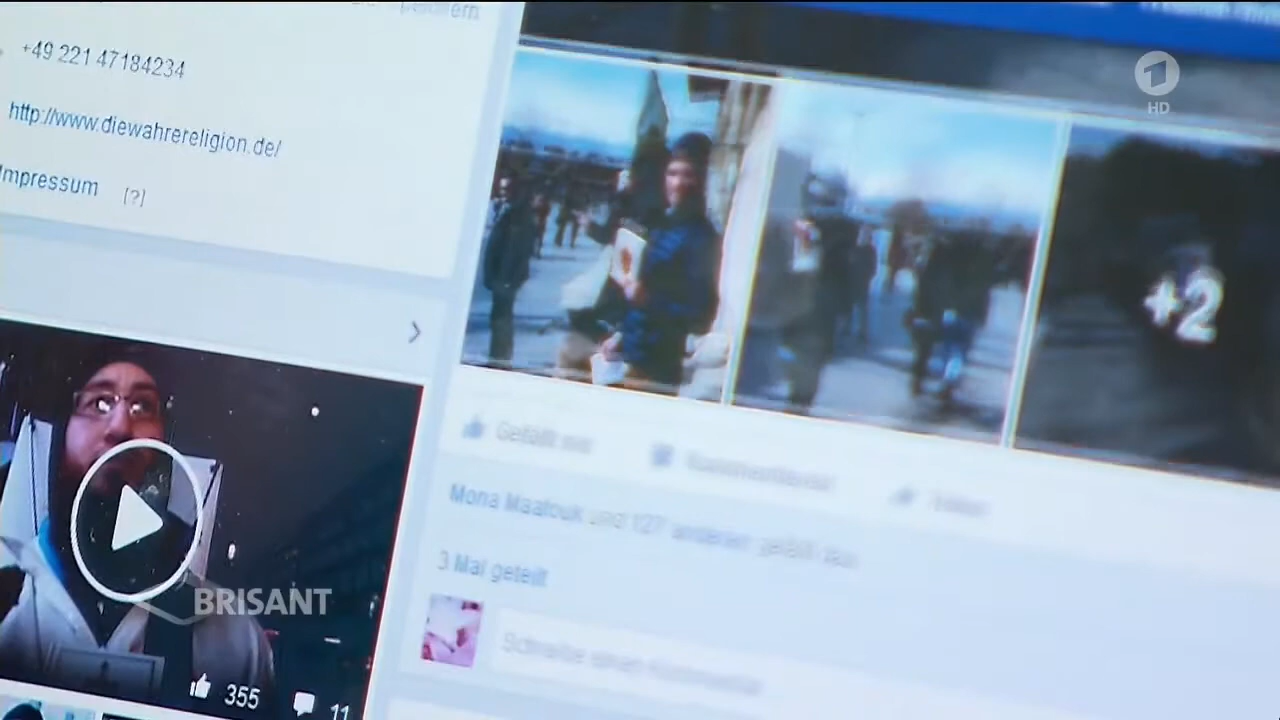 +49 221 47184234
http://www.diewahrereligion.de/
Impressum [?]
1
HD
+2
Gefällt mir
Kommentieren
Teilen
Mona Maatouk und 127 anderen gefällt das.
3 Mal geteilt
Schreibe einen Kommentar
BRISANT
355
11